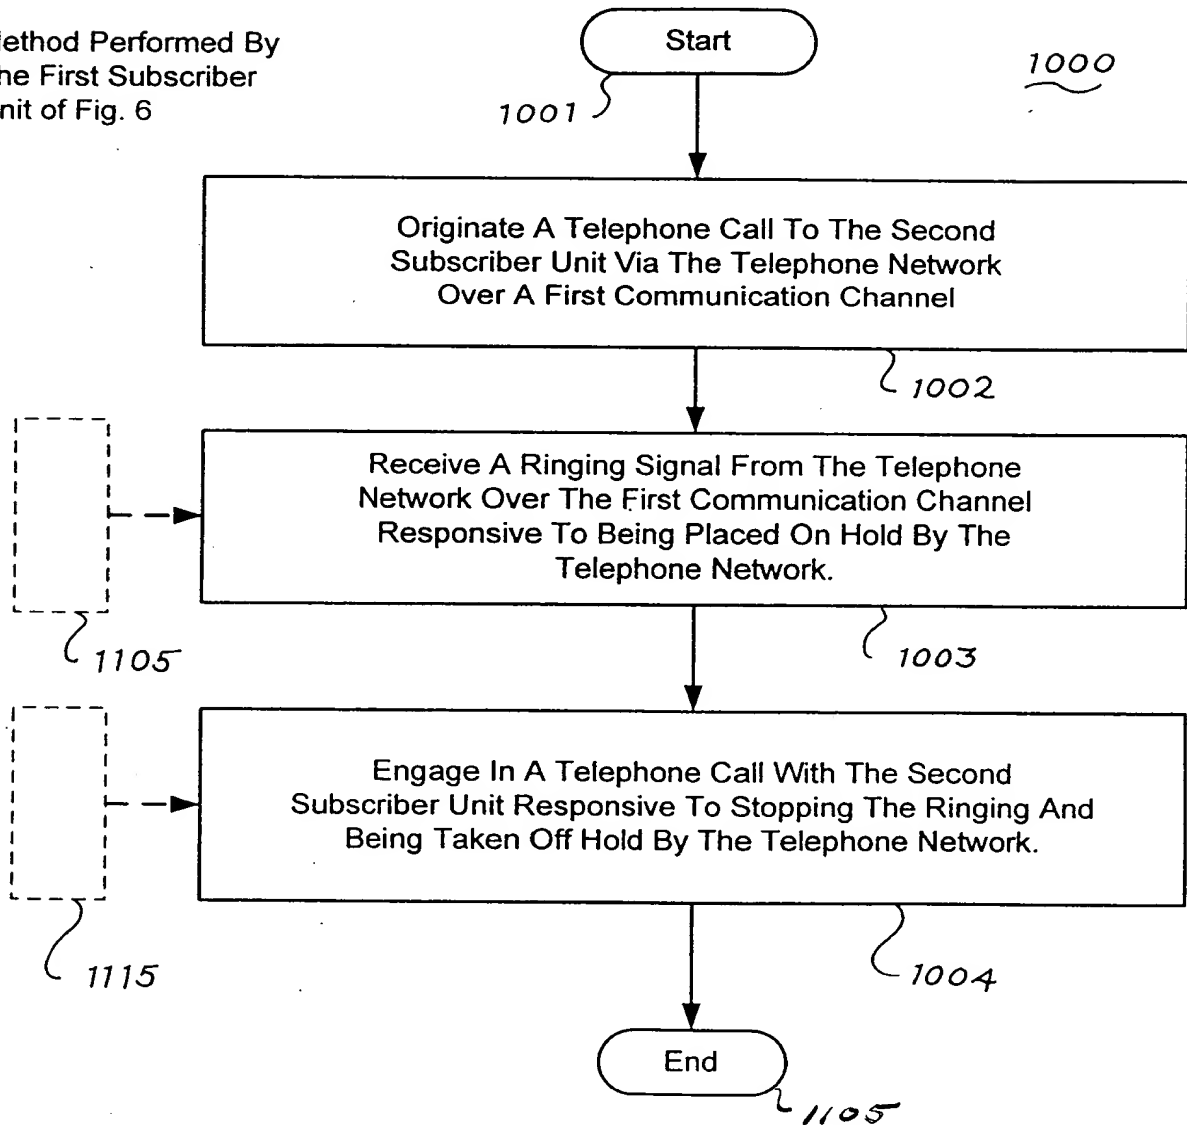 ethod Performed By
he First Subscriber
nit of Fig. 6
Start
1000
1001
Originate A Telephone Call To The Second
Subscriber Unit Via The Telephone Network
Over A First Communication Channel
1002
Receive A Ringing Signal From The Telephone
Network Over The First Communication Channel
Responsive To Being Placed On Hold By The
Telephone Network.
1105
1003
Engage In A Telephone Call With The Second
Subscriber Unit Responsive To Stopping The Ringing And
Being Taken Off Hold By The Telephone Network.
1115
1004
End
1105